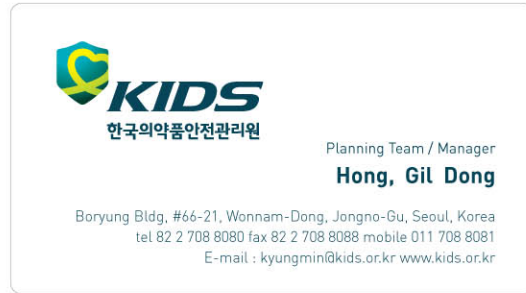 KIDS
한국의약품안전관리원
Planning Team / Manager
Hong, Gil Dong
Boryung Bldg, #66-21, Wonnam-Dong, Jongno-Gu, Seoul, Korea
tel 82 2 708 8080 fax 82 2 708 8088 mobile 011 708 8081
E-mail : kyungmin@kids.or.kr www.kids.or.kr